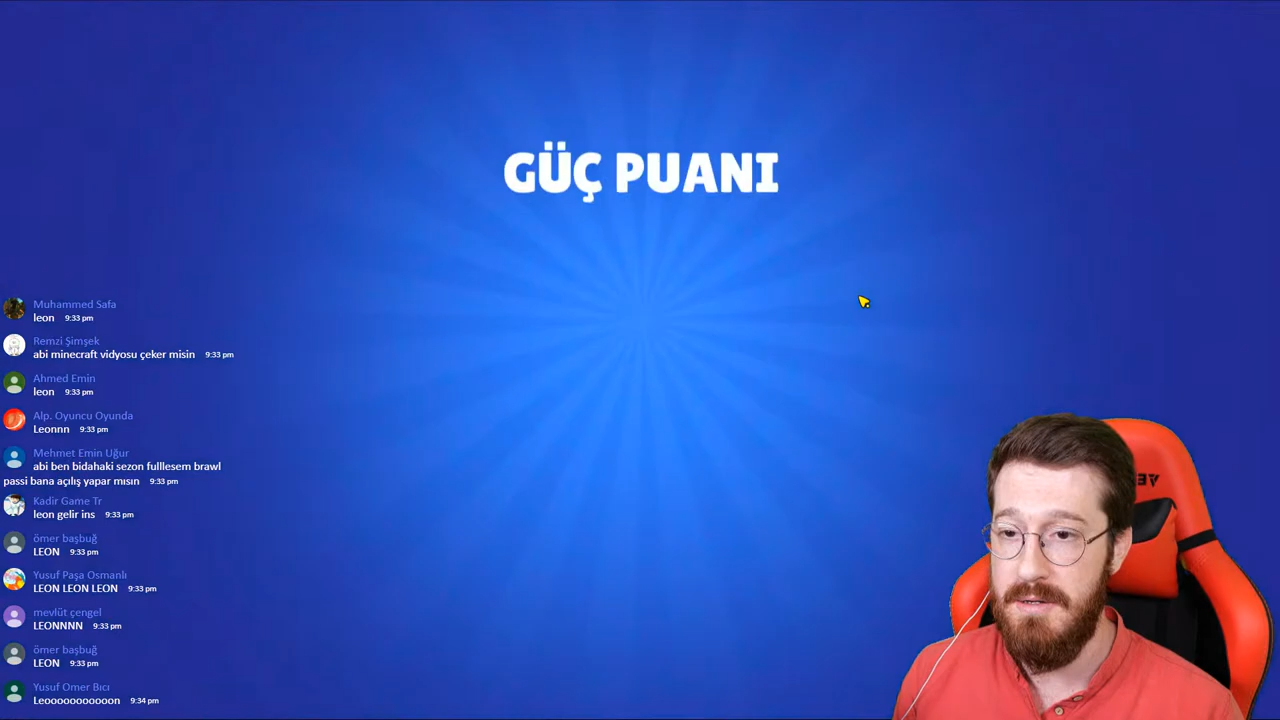 GÜÇ PUANI
Muhammed Safa
leon 9:33 pm
Remzi Şimşek
abi minecraft vidyosu çeker misin 9:33 pm
Ahmed Emin
leon 9:33 pm
Alp. Oyuncu Oyunda
Leonnn 9:33 pm
Mehmet Emin Uğur
abi ben bidahaki sezon fulllesem brawl
passi bana açılış yapar mısın 9:33 pm
Kadir Game Tr
leon gelir ins 9:33 pm
ömer başbuğ
LEON 9:33 pm
Yusuf Paşa Osmanlı
LEON LEON LEON 9:33 pm
mevlüt çengel
LEONNNN 9:33 pm
ömer başbuğ
LEON 9:33 pm
Yusuf Omer Bıcı
Leooooooooooon 9:34 pm